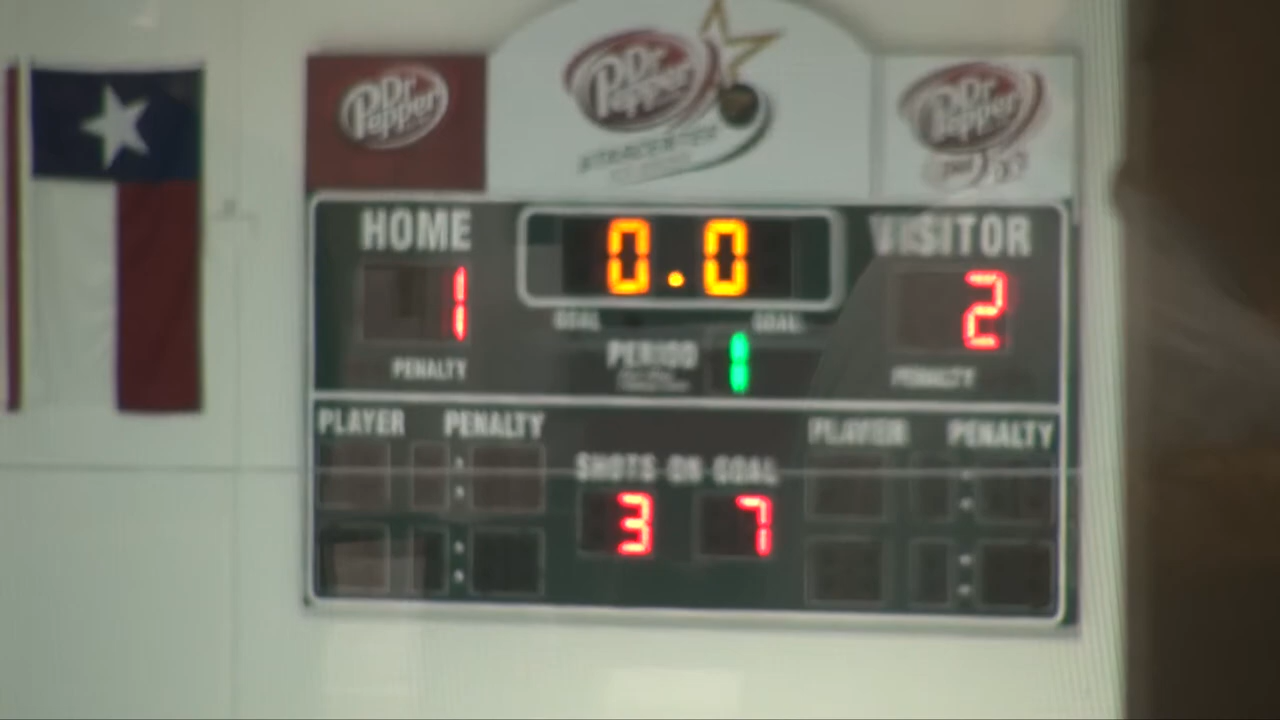 Dr Pepper
Dr Pepper
STARCENTER
Dr Pepper
HOME
0.0
VISITOR
1
2
GOAL
GOAL
PERIOD
1
PENALTY
PENALTY
PLAYER PENALTY
PLAYER PENALTY
SHOTS ON GOAL
3
7